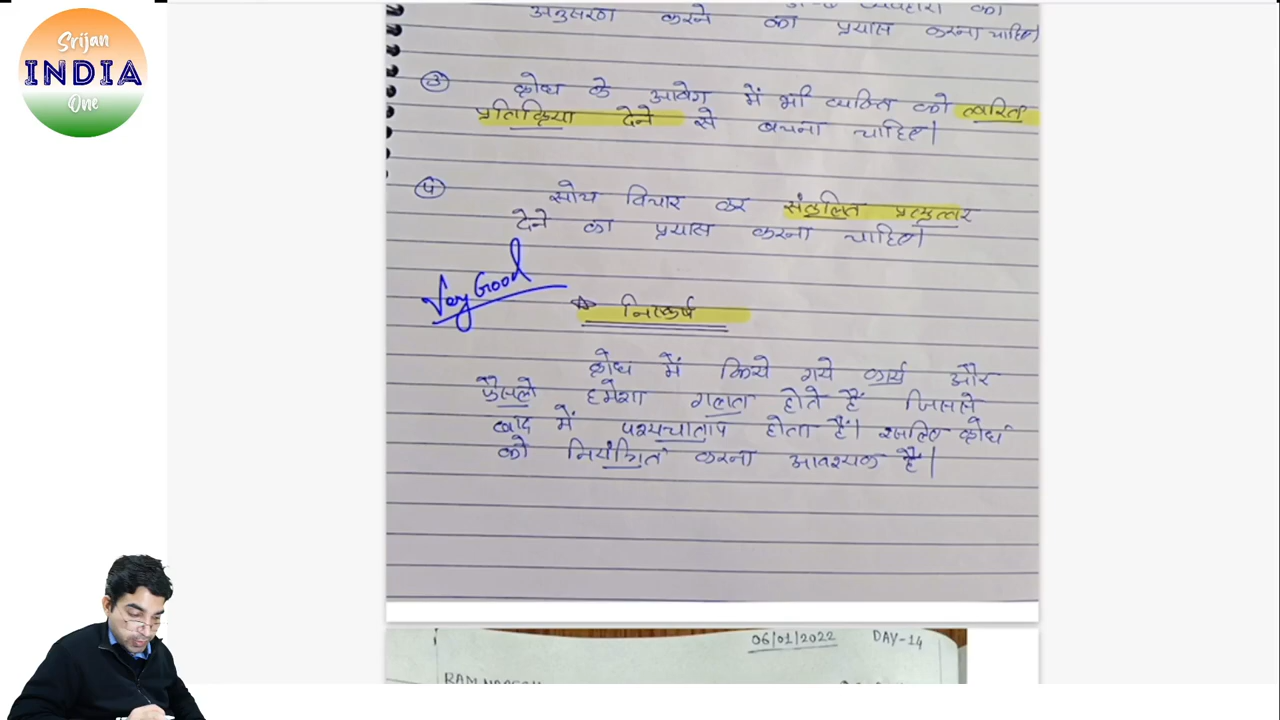 Srijan
INDIA
One
अनुसरण करने का प्रयास करना चाहिए।
③ क्रोध के आवेग में भी व्यक्ति को त्वरित
प्रतिक्रिया देने से बचना चाहिए।
④ सोच विचार कर संतुलित प्रत्युत्तर
देने का प्रयास करना चाहिए।
Very Good
निष्कर्ष
क्रोध में किये गये कार्य और
फैसले हमेशा गलत होते हैं जिससे
बाद में पश्चाताप होता हैं। इसलिए क्रोध
को नियंत्रित करना आवश्यक है।
06/01/2022 DAY-14